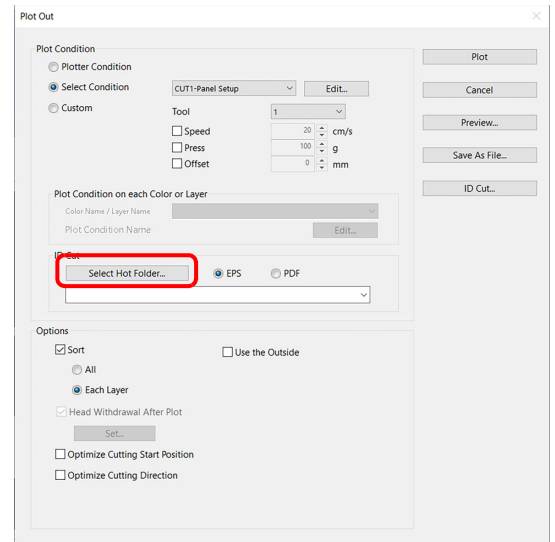 Plot Out
Plot Condition
Plotter Condition
Select Condition
CUT1-Panel Setup
Edit...
Custom
Tool
1
Speed
20
cm/s
Press
100
g
Offset
0
mm
Plot Condition on each Color or Layer
Color Name / Layer Name
Plot Condition Name
Edit...
ID Cut
Select Hot Folder...
EPS
PDF
Options
Sort
Use the Outside
All
Each Layer
Head Withdrawal After Plot
Set...
Optimize Cutting Start Position
Optimize Cutting Direction
Plot
Cancel
Preview...
Save As File...
ID Cut...